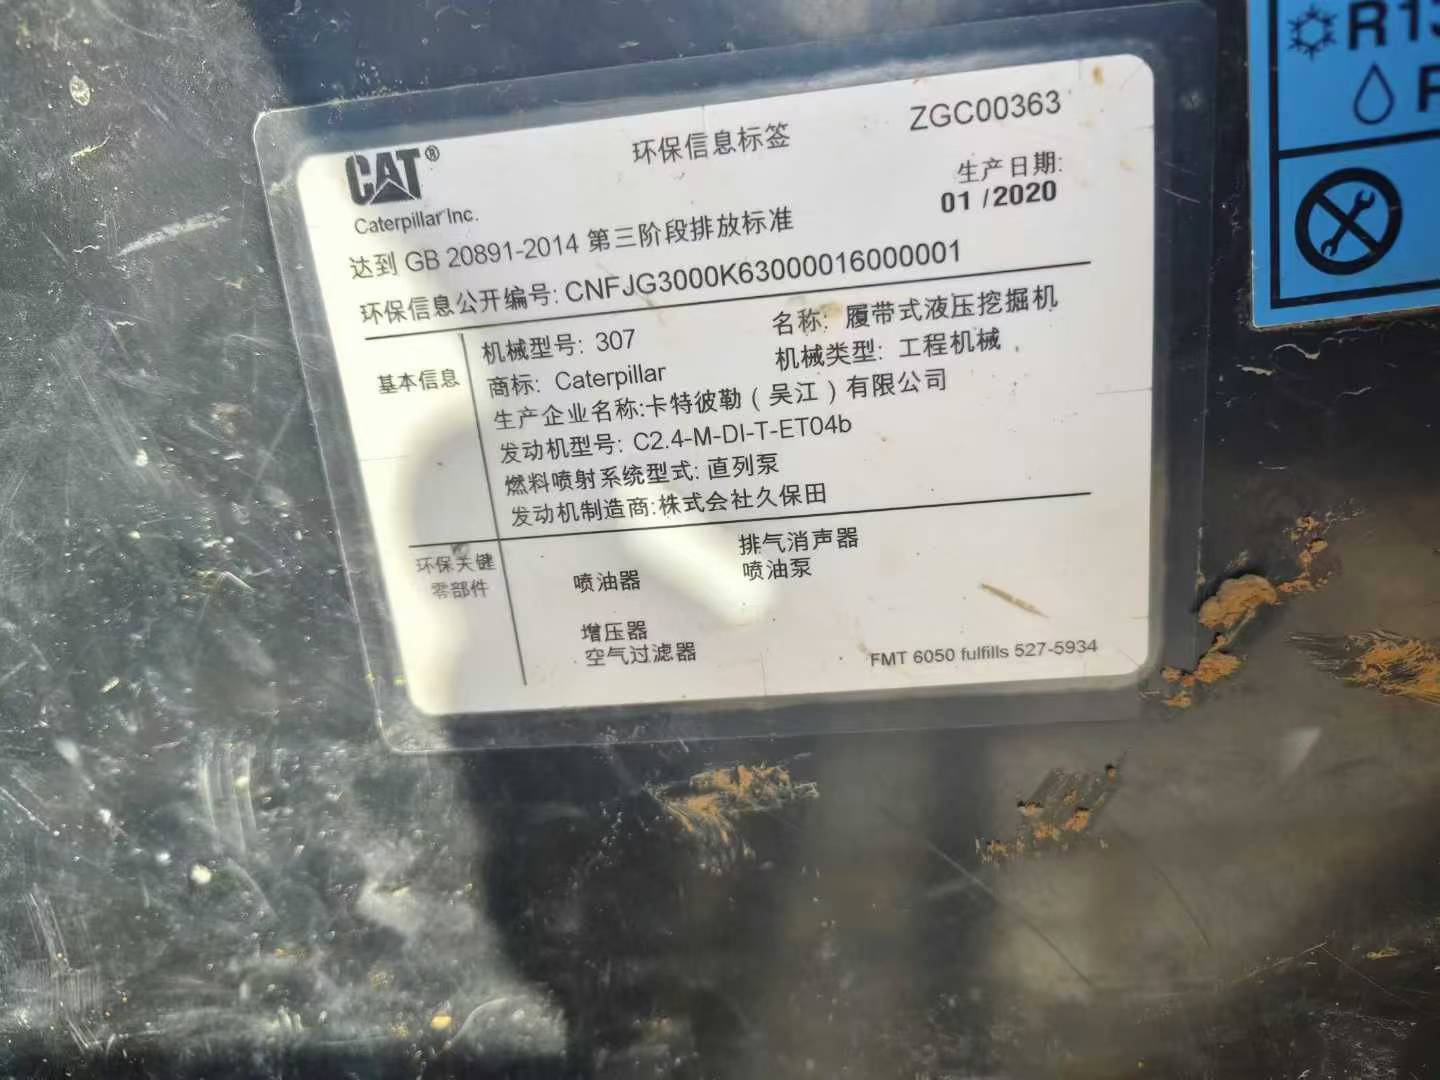 CAT®
Caterpillar Inc.
环保信息标签
ZGC00363
生产日期:
01 /2020
达到 GB 20891-2014 第三阶段排放标准
环保信息公开编号: CNFJG3000K63000016000001
基本信息
机械型号: 307
名称: 履带式液压挖掘机
商标: Caterpillar
机械类型: 工程机械
生产企业名称:卡特彼勒(吴江)有限公司
发动机型号: C2.4-M-DI-T-ET04b
燃料喷射系统型式: 直列泵
发动机制造商:株式会社久保田
环保关键
零部件
排气消声器
喷油器
喷油泵
增压器
空气过滤器
FMT 6050 fulfills 527-5934